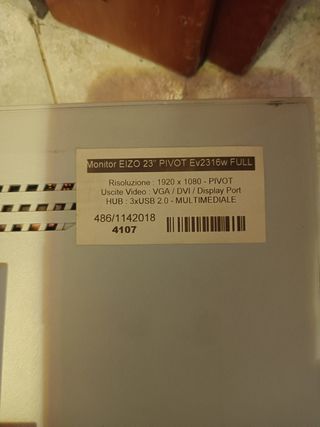 Monitor EIZO 23" PIVOT Ev2316w FULL
Risoluzione : 1920 x 1080 - PIVOT
Uscite Video : VGA / DVI / Display Port
HUB : 3xUSB 2.0 - MULTIMEDIALE
486/1142018
4107